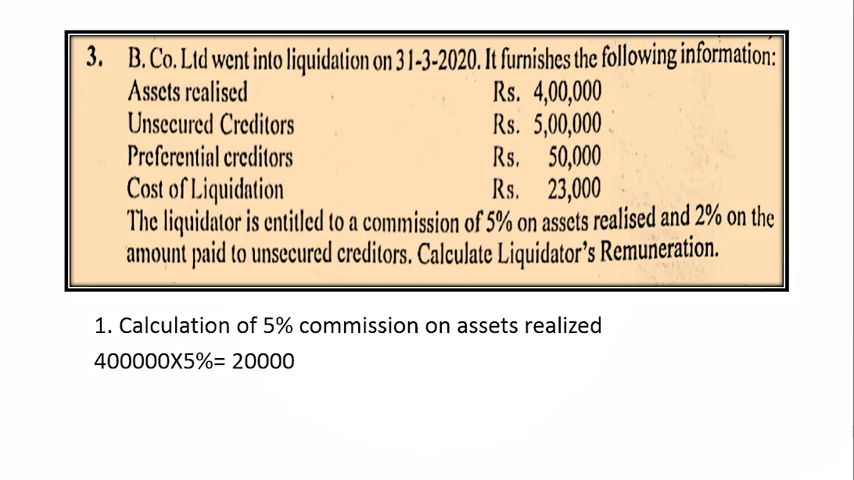 3. B. Co. Ltd went into liquidation on 31-3-2020. It furnishes the following information:
Assets realised Rs. 4,00,000
Unsecured Creditors Rs. 5,00,000
Preferential creditors Rs. 50,000
Cost of Liquidation Rs. 23,000
The liquidator is entitled to a commission of 5% on assets realised and 2% on the
amount paid to unsecured creditors. Calculate Liquidator's Remuneration.
1. Calculation of 5% commission on assets realized
400000X5%= 20000